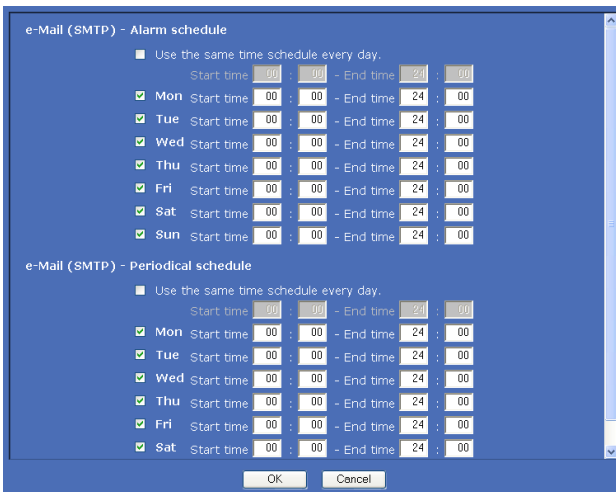 e-Mail (SMTP) - Alarm schedule
Use the same time schedule every day.
Start time 00 : 00 - End time 24 : 00
Mon Start time 00 : 00 - End time 24 : 00
Tue Start time 00 : 00 - End time 24 : 00
Wed Start time 00 : 00 - End time 24 : 00
Thu Start time 00 : 00 - End time 24 : 00
Fri Start time 00 : 00 - End time 24 : 00
Sat Start time 00 : 00 - End time 24 : 00
Sun Start time 00 : 00 - End time 24 : 00
e-Mail (SMTP) - Periodical schedule
Use the same time schedule every day.
Start time 00 : 00 - End time 24 : 00
Mon Start time 00 : 00 - End time 24 : 00
Tue Start time 00 : 00 - End time 24 : 00
Wed Start time 00 : 00 - End time 24 : 00
Thu Start time 00 : 00 - End time 24 : 00
Fri Start time 00 : 00 - End time 24 : 00
Sat Start time 00 : 00 - End time 24 : 00
OK Cancel